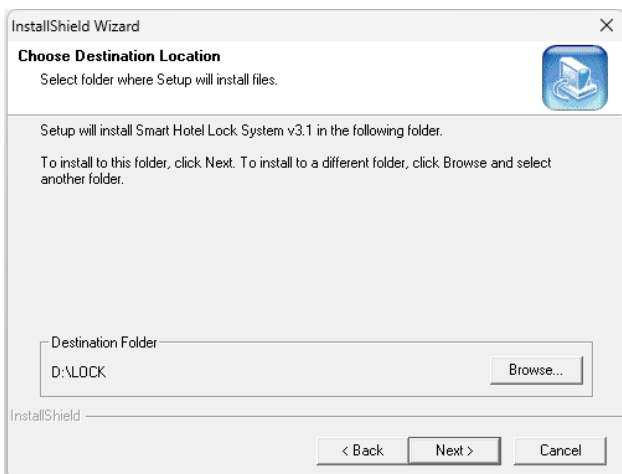 InstallShield Wizard
Choose Destination Location
Select folder where Setup will install files.
Setup will install Smart Hotel Lock System v3.1 in the following folder.
To install to this folder, click Next. To install to a different folder, click Browse and select
another folder.
Destination Folder
D:\LOCK
Browse...
InstallShield
< Back
Next >
Cancel